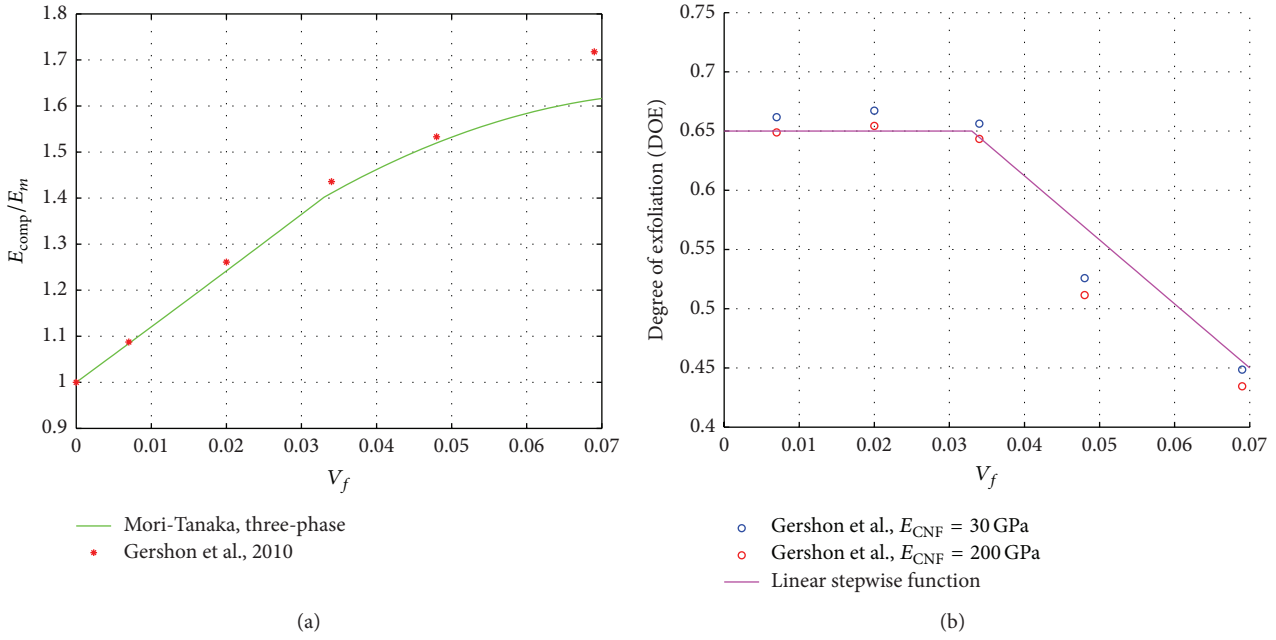 1.8
1.7
1.6
1.5
1.4
1.3
1.2
1.1
1
0.9
E_comp/E_m
0 0.01 0.02 0.03 0.04 0.05 0.06 0.07
V_f
Mori-Tanaka, three-phase
Gershon et al., 2010
(a)
0.75
0.7
0.65
0.6
0.55
0.5
0.45
0.4
Degree of exfoliation (DOE)
0 0.01 0.02 0.03 0.04 0.05 0.06 0.07
V_f
Gershon et al., E_CNF = 30 GPa
Gershon et al., E_CNF = 200 GPa
Linear stepwise function
(b)